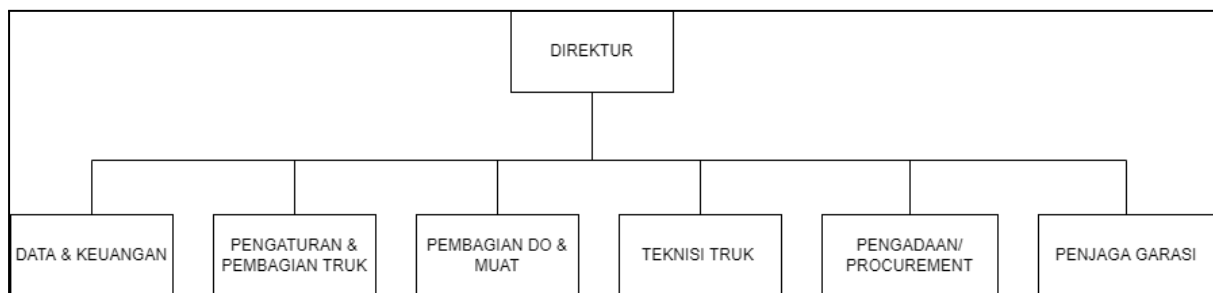 DIREKTUR
DATA & KEUANGAN
PENGATURAN &
PEMBAGIAN TRUK
PEMBAGIAN DO &
MUAT
TEKNISI TRUK
PENGADAAN/
PROCUREMENT
PENJAGA GARASI